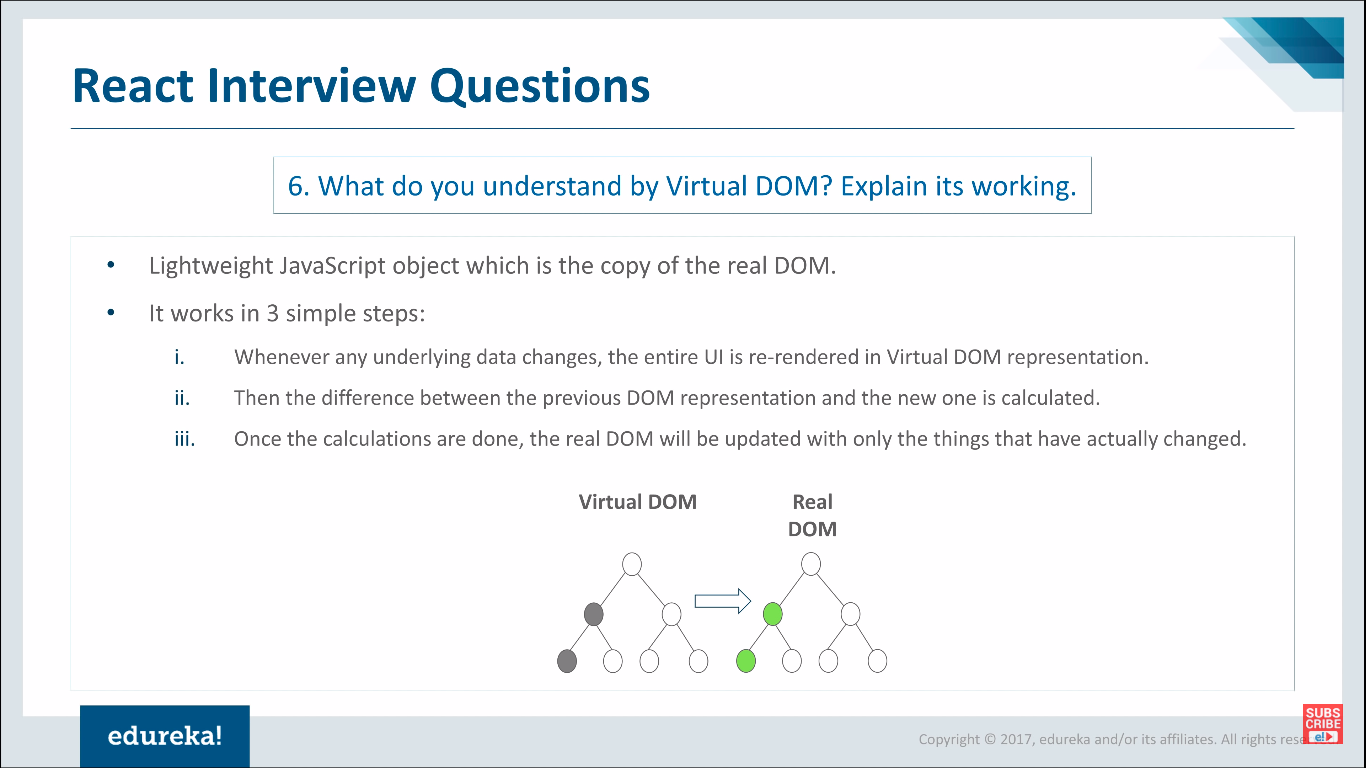 React Interview Questions
6. What do you understand by Virtual DOM? Explain its working.
• Lightweight JavaScript object which is the copy of the real DOM.
• It works in 3 simple steps:
i. Whenever any underlying data changes, the entire UI is re-rendered in Virtual DOM representation.
ii. Then the difference between the previous DOM representation and the new one is calculated.
iii. Once the calculations are done, the real DOM will be updated with only the things that have actually changed.
Virtual DOM
Real
DOM
edureka!
Copyright © 2017, edureka and/or its affiliates. All rights
SUBS
CRIBE
e!